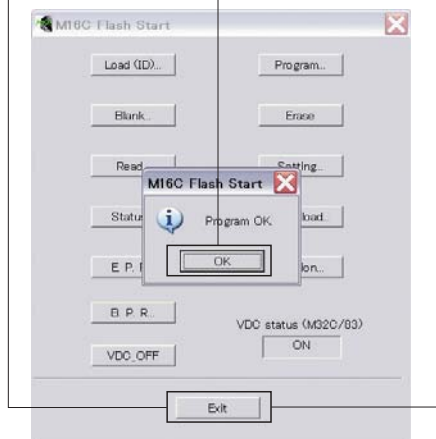 M16C Flash Start
Load (ID)...
Program...
Blank...
Erase
Read
Setting...
M16C Flash Start
Program OK.
OK
Status
load...
E. P. R
on...
B. P. R...
VDC status (M32C/83)
ON
VDC_OFF
Exit